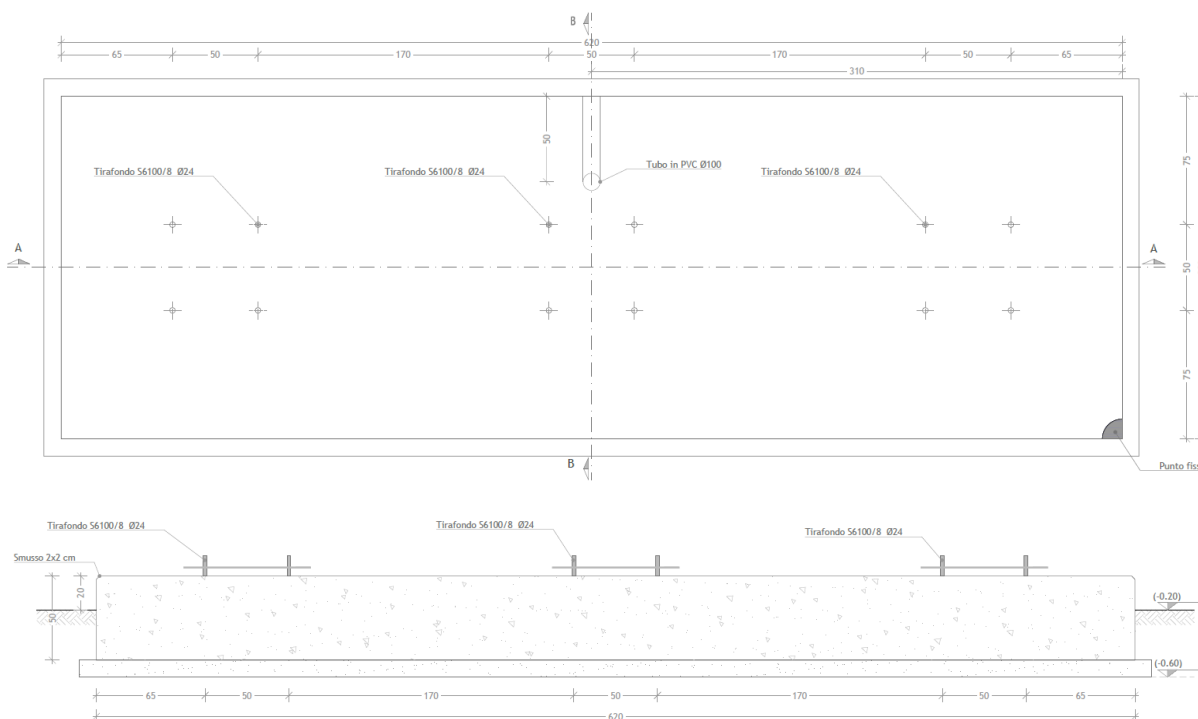 B
620
65
50
170
50
170
50
65
310
50
75
Tirafondo S6100/8 Ø24
Tirafondo S6100/8 Ø24
Tubo in PVC Ø100
Tirafondo S6100/8 Ø24
A
A
50
75
B
Punto fiss
Tirafondo S6100/8 Ø24
Tirafondo S6100/8 Ø24
Tirafondo S6100/8 Ø24
Smusso 2x2 cm
20
50
(-0.20)
(-0.60)
65
50
170
50
170
50
65
620